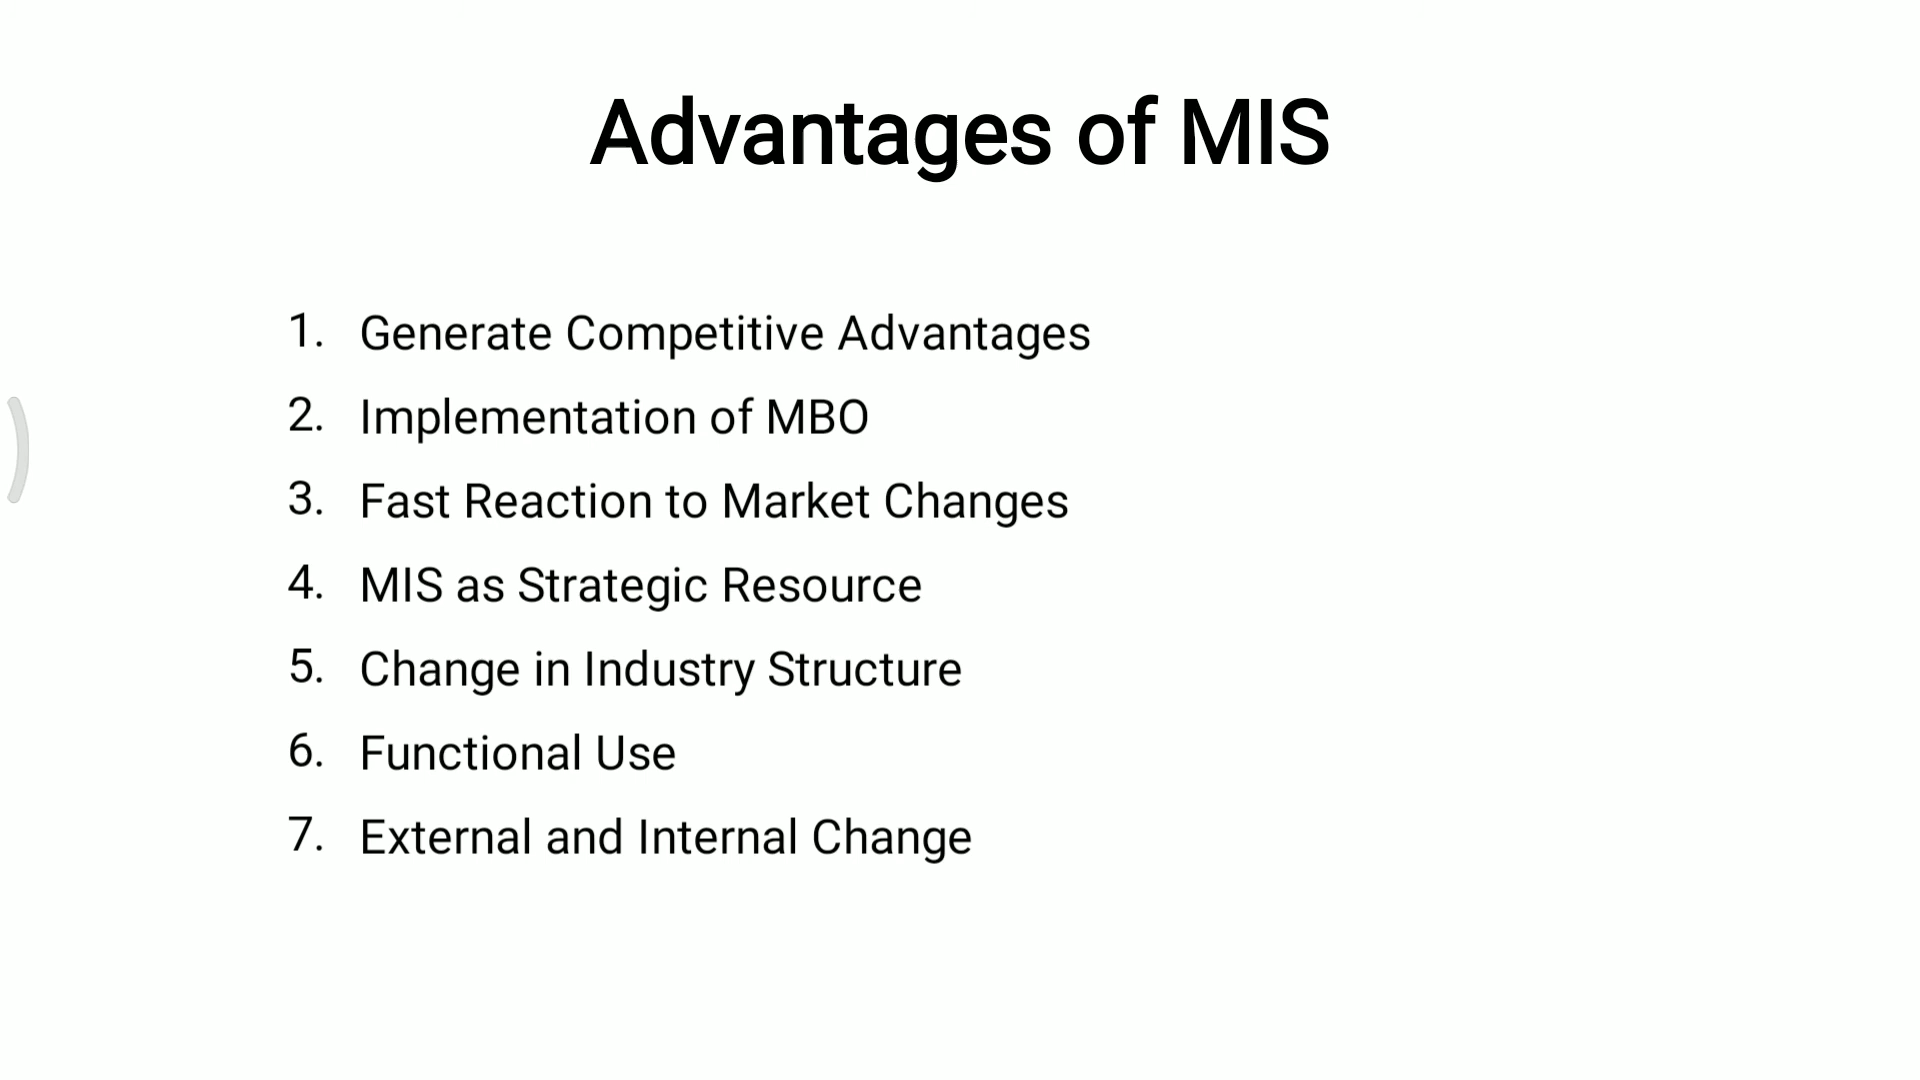 Advantages of MIS
1. Generate Competitive Advantages
2. Implementation of MBO
3. Fast Reaction to Market Changes
4. MIS as Strategic Resource
5. Change in Industry Structure
6. Functional Use
7. External and Internal Change